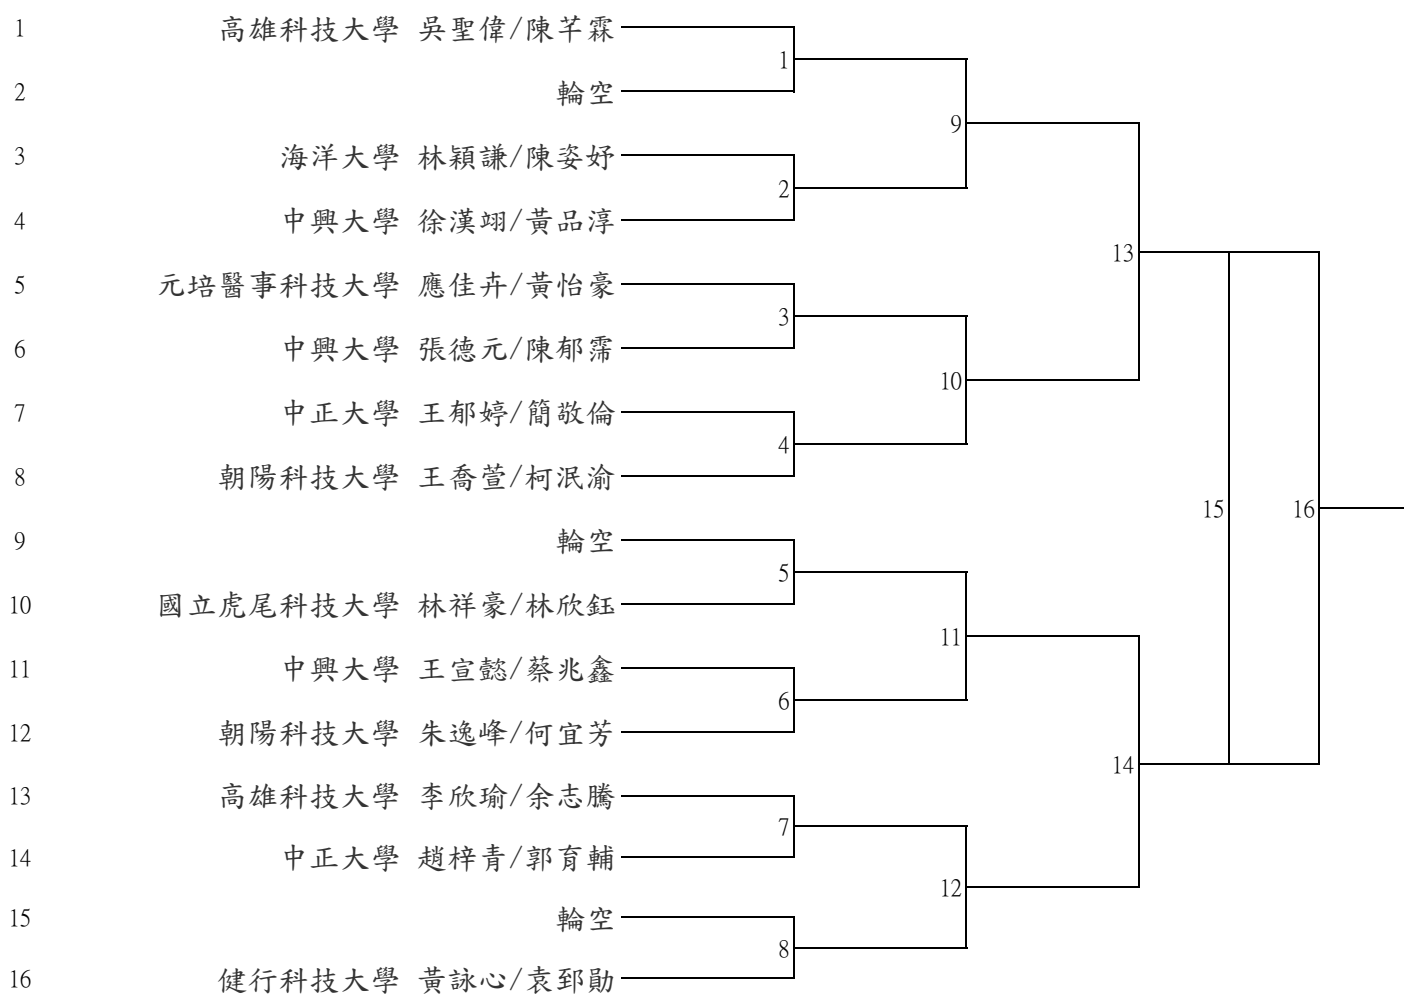 1 高雄科技大學 吳聖偉/陳芊霖
1
2 輪空
9
3 海洋大學 林穎謙/陳姿妤
2
4 中興大學 徐漢翊/黃品淳
13
5 元培醫事科技大學 應佳卉/黃怡豪
3
6 中興大學 張德元/陳郁霈
10
7 中正大學 王郁婷/簡敬倫
4
8 朝陽科技大學 王喬萱/柯泯渝
15 16
9 輪空
5
10 國立虎尾科技大學 林祥豪/林欣鈺
11
11 中興大學 王宣懿/蔡兆鑫
6
12 朝陽科技大學 朱逸峰/何宜芳
14
13 高雄科技大學 李欣瑜/余志騰
7
14 中正大學 趙梓青/郭育輔
12
15 輪空
8
16 健行科技大學 黃詠心/袁郅勛